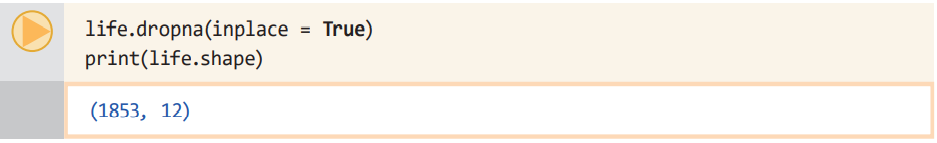 life.dropna(inplace = True)
print(life.shape)
(1853, 12)